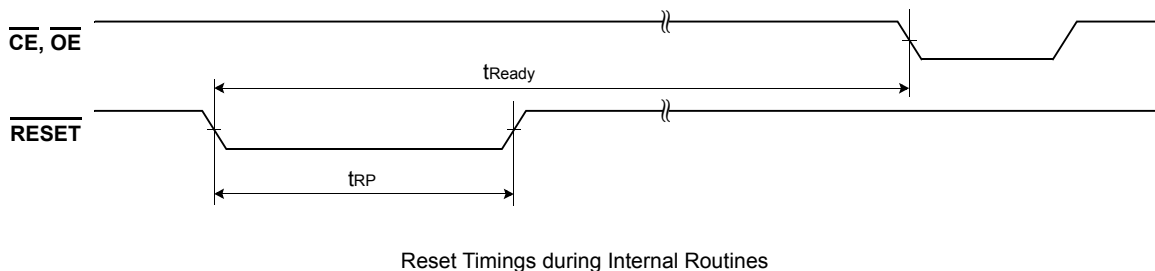 CE, OE
tReady
RESET
tRP
Reset Timings during Internal Routines